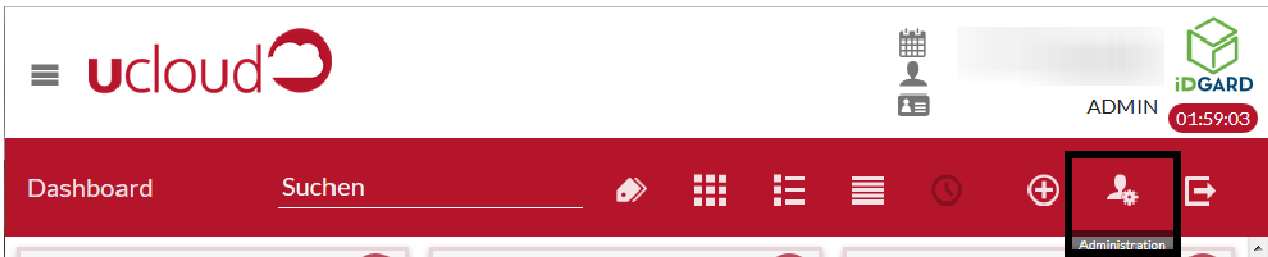 ucloud
iDGARD
ADMIN
01:59:03
Dashboard
Suchen
Administration